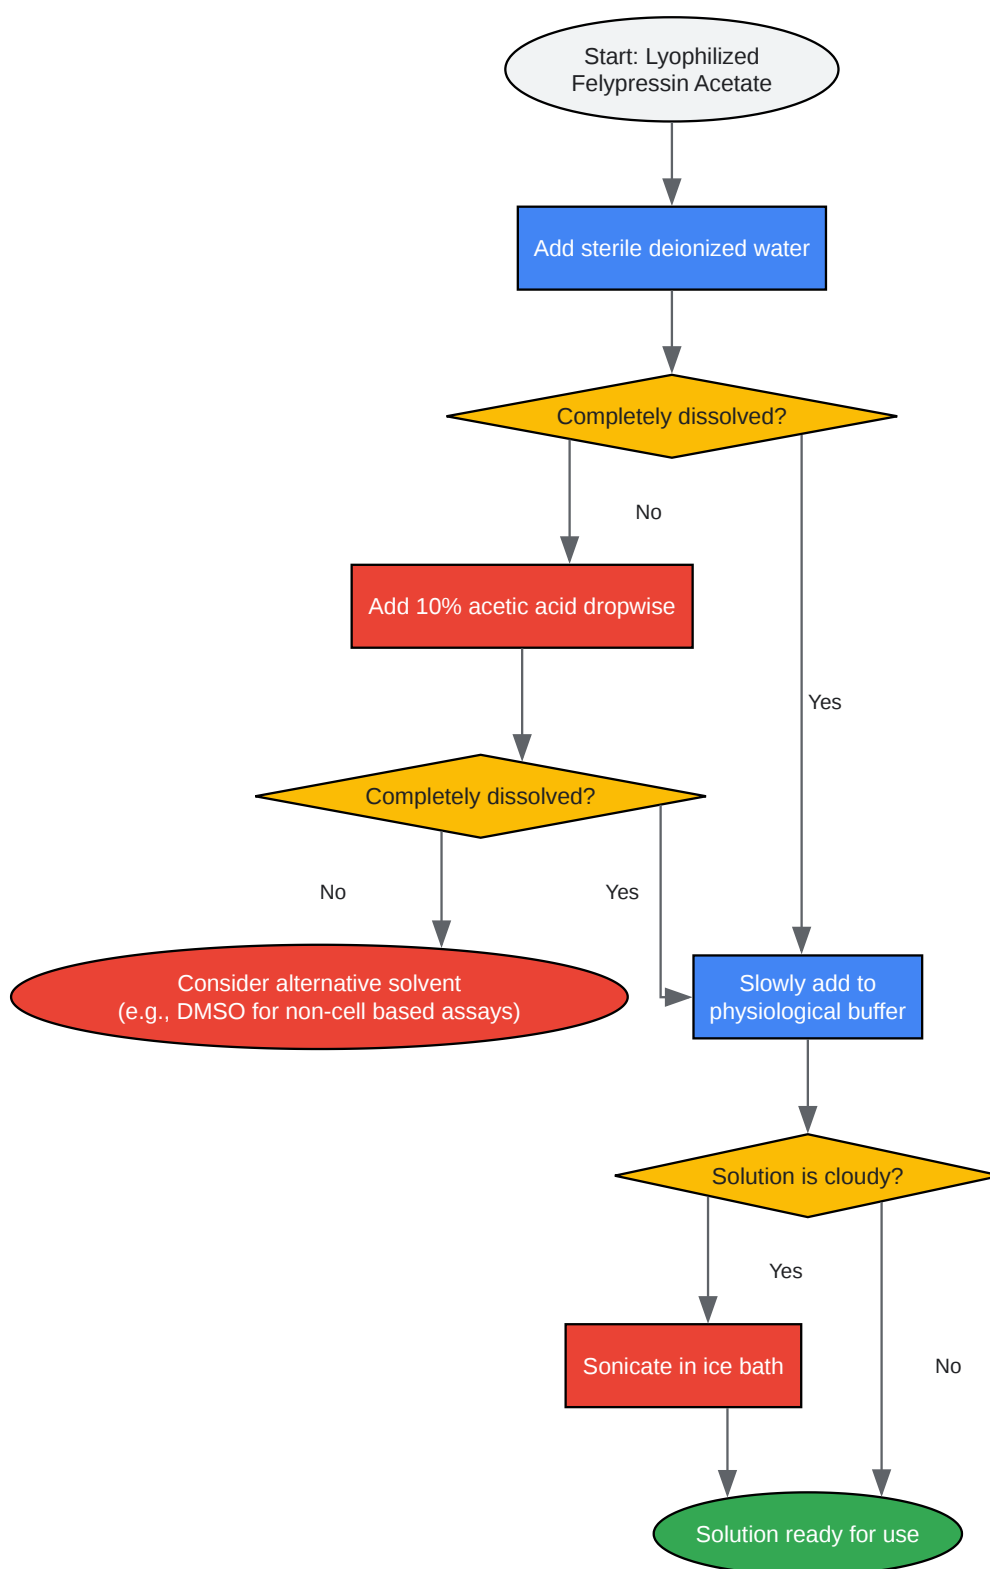 Start: Lyophilized
Felypressin Acetate
Add sterile deionized water
Completely dissolved?
No
Add 10% acetic acid dropwise
Yes
Completely dissolved?
No
Yes
Consider alternative solvent
(e.g., DMSO for non-cell based assays)
Slowly add to
physiological buffer
Solution is cloudy?
Yes
Sonicate in ice bath
No
Solution ready for use